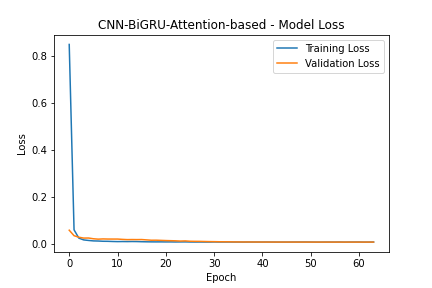 CNN-BiGRU-Attention-based - Model Loss
Training Loss
Validation Loss
Loss
0.8
0.6
0.4
0.2
0.0
0 10 20 30 40 50 60
Epoch